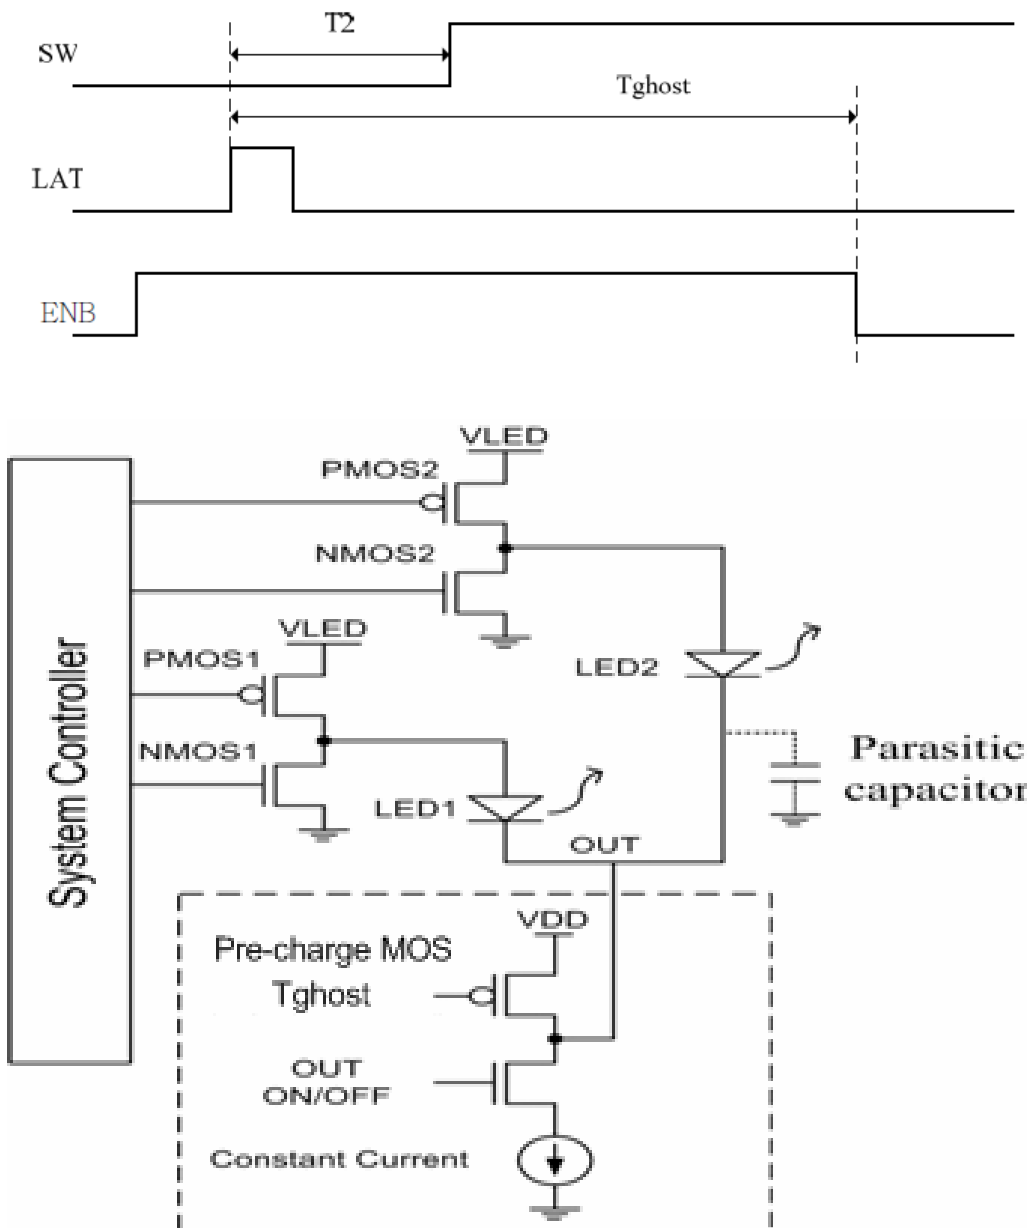 T2
SW
Tghost
LAT
ENB
VLED
PMOS2
NMOS2
VLED
PMOS1
LED2
NMOS1
System Controller
Parasitic
capacitor
LED1
OUT
VDD
Pre-charge MOS
Tghost
OUT
ON/OFF
Constant Current